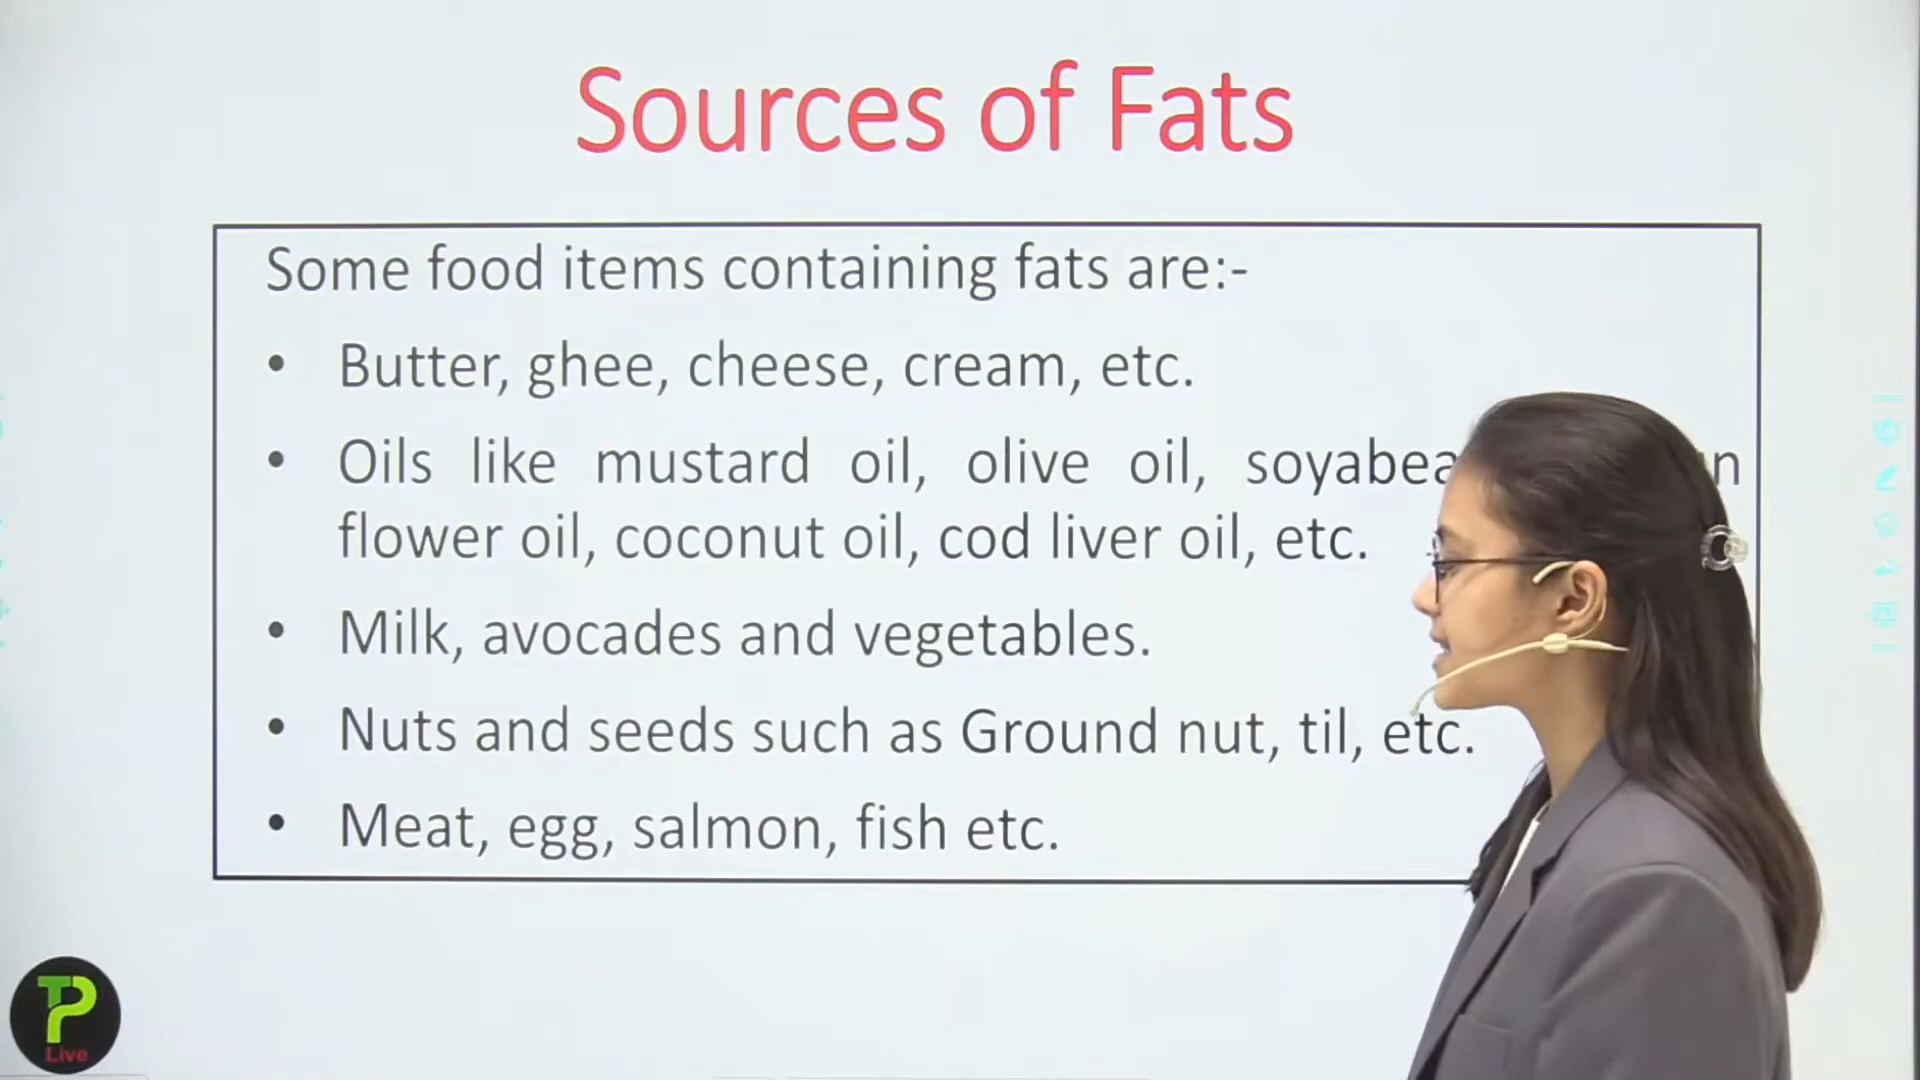 Sources of Fats
Some food items containing fats are:-
• Butter, ghee, cheese, cream, etc.
• Oils like mustard oil, olive oil,
flower oil, coconut oil, cod liver oil, etc.
• Milk, avocades and vegetables.
• Nuts and seeds such as Ground nut, til, etc.
• Meat, egg, salmon, fish etc.
TP
Live